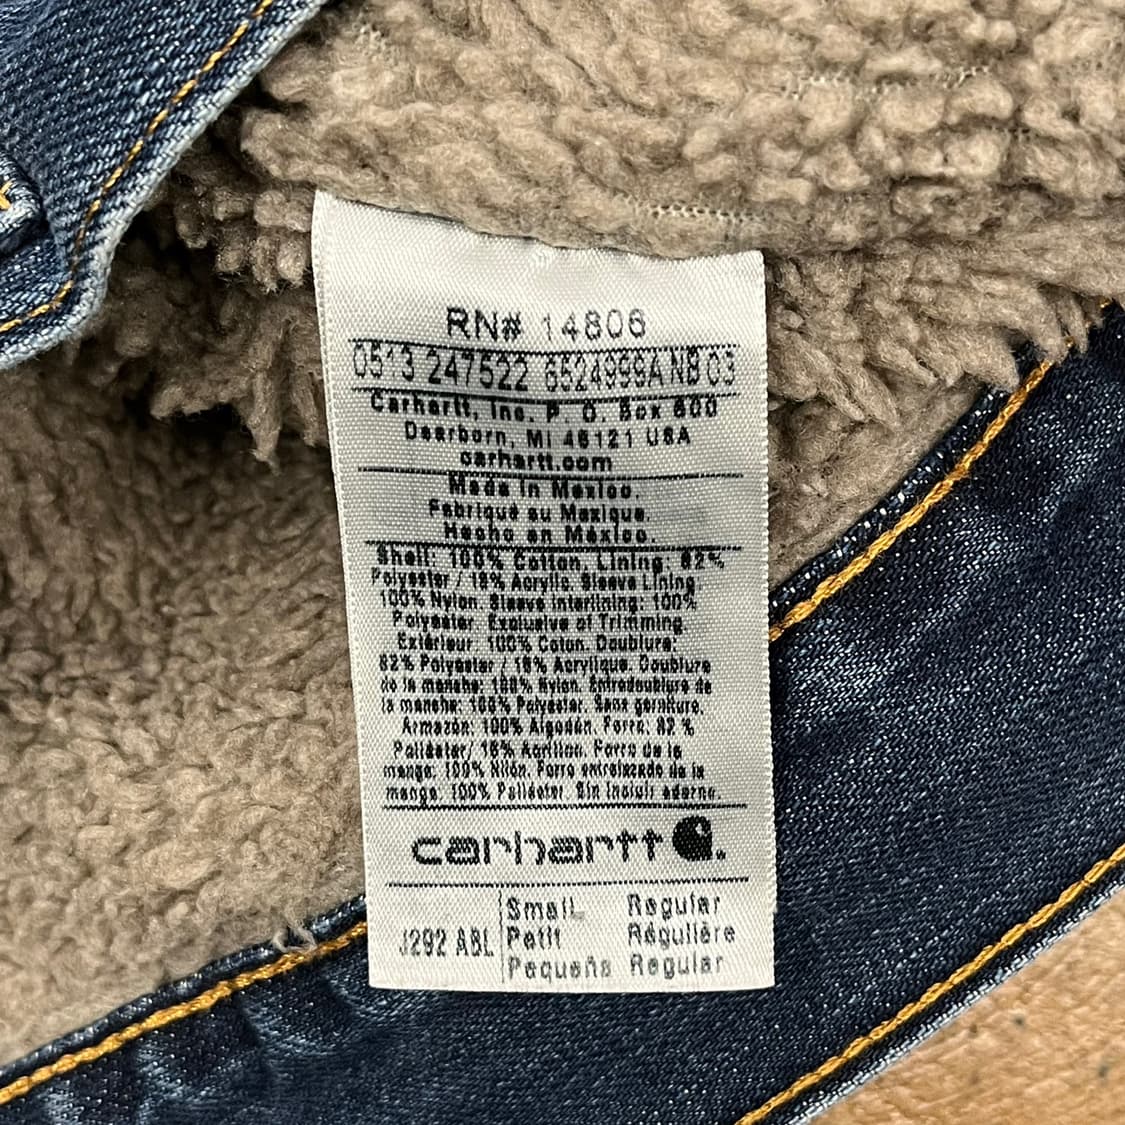 RN# 14806
0513 247522 6524999A NB 03
Carhartt, Inc. P. O. Box 600
Dearborn, MI 48121 USA
carhartt.com
Made in Mexico.
Fabriqué au Mexique.
Hecho en México.
Shell: 100% Cotton, Lining: 82%
Polyester / 18% Acrylic. Sleeve Lining:
100% Nylon. Sleeve Interlining: 100%
Polyester. Exclusive of Trimming
Extérieur: 100% Coton. Doublure:
82% Polyester / 18% Acrylique. Doublure
de la manche: 100% Nylon. Entredoublure de
la manche: 100% Polyester. Sans garniture.
Armazón: 100% Algodón. Forro: 82 %
Poliéster/ 18% Acrílico. Forro de la
manga: 100% Nilón. Forro entrelazado de la
manga: 100% Poliéster. Sin incluir adorno.
carhartt
J292 ABL
Small Regular
Petit Régulière
Pequeña Regular